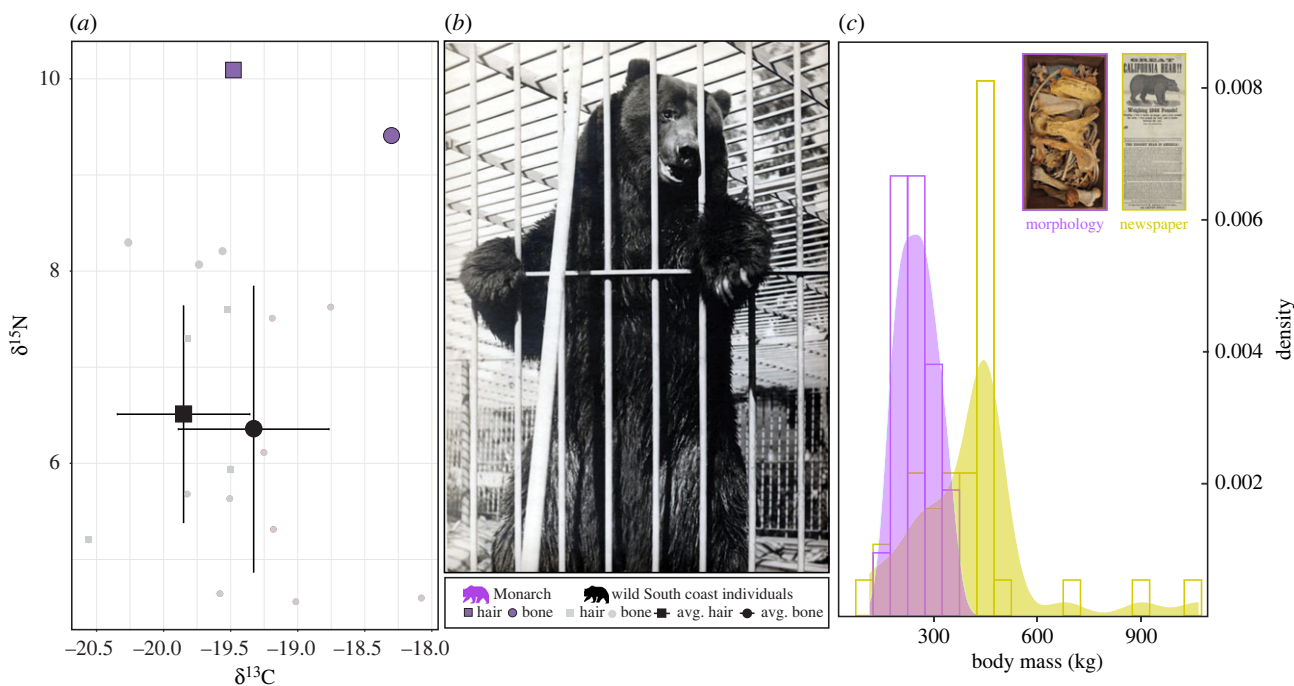 (a)
10
8
6
δ15N
−20.5 −20.0 −19.5 −19.0 −18.5 −18.0
δ13C
(b)
Monarch wild South coast individuals
hair bone hair bone avg. hair avg. bone
(c)
GREAT
CALIFORNIA BEAR!!
morphology newspaper
0.008
0.006
0.004
0.002
density
300 600 900
body mass (kg)